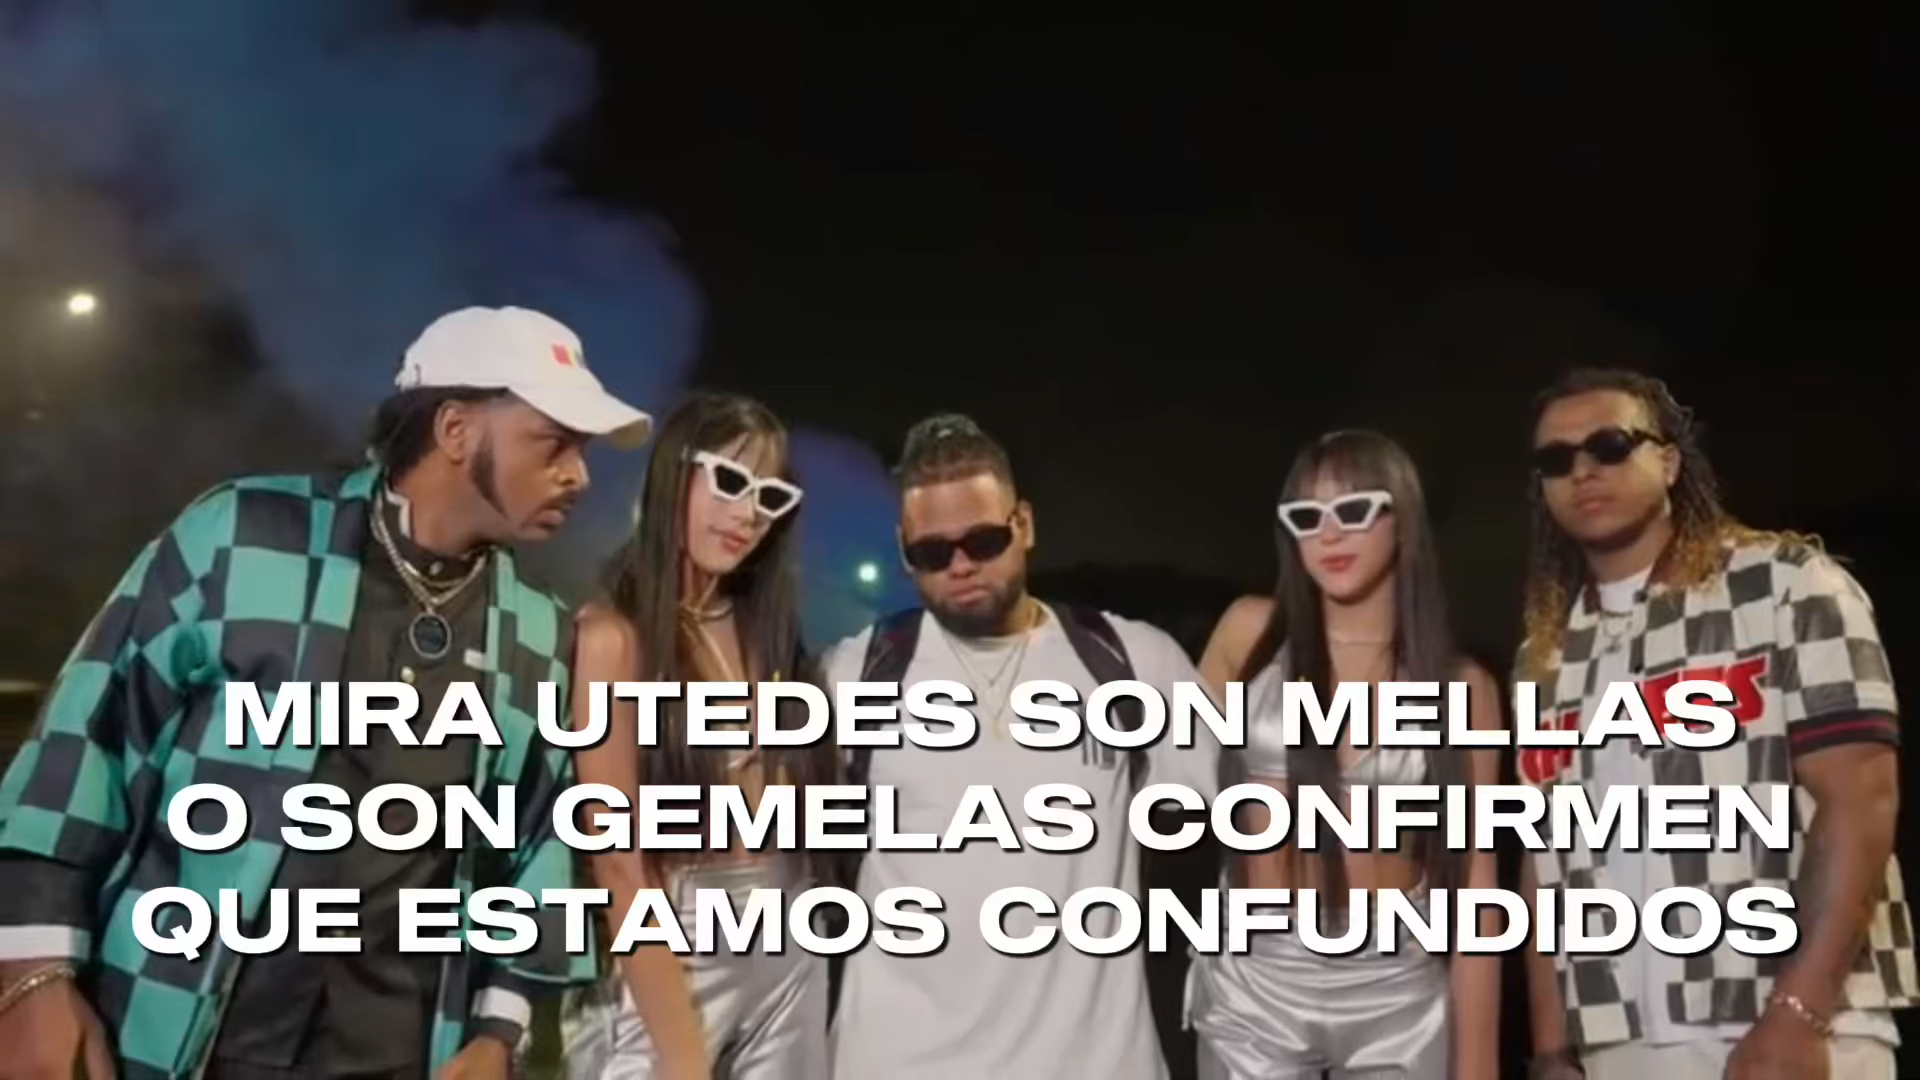 MIRA UTEDES SON MELLAS
O SON GEMELAS CONFIRMEN
QUE ESTAMOS CONFUNDIDOS